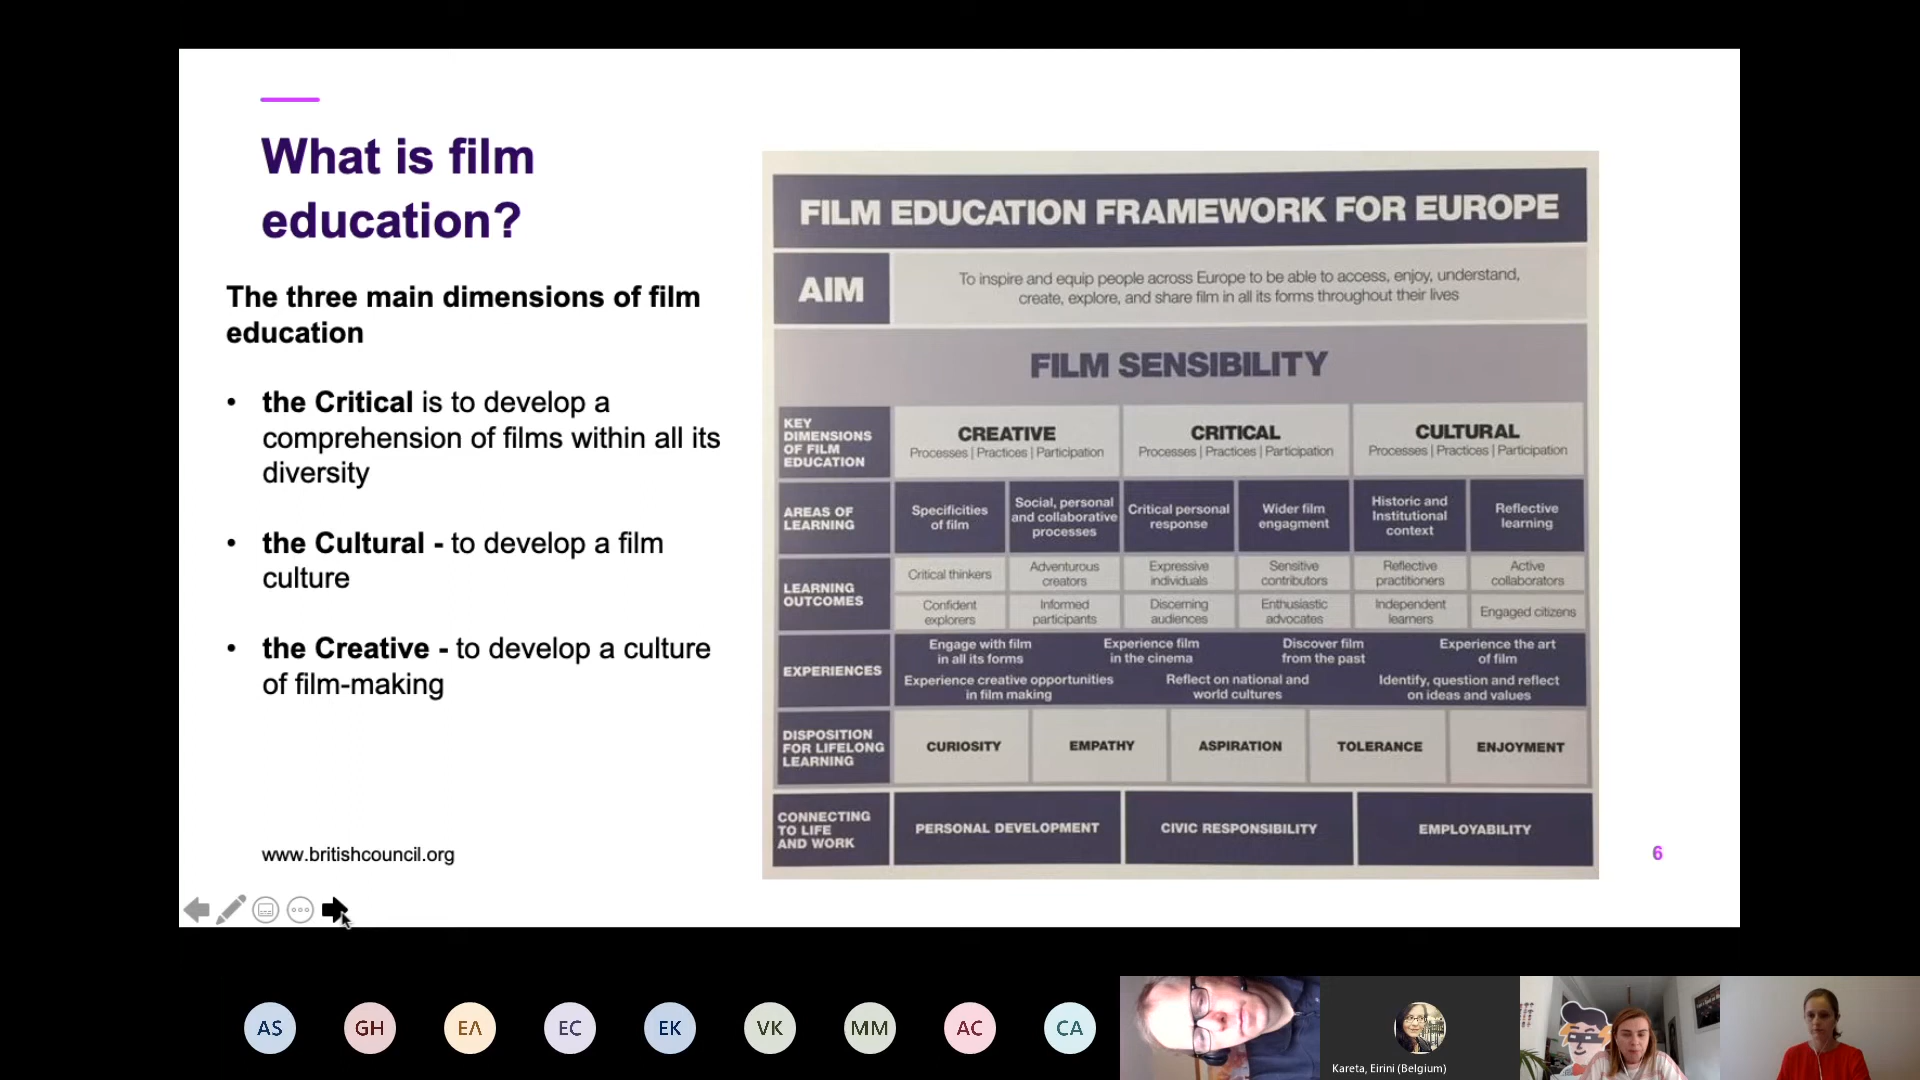 What is film
education?
The three main dimensions of film
education
• the Critical is to develop a
comprehension of films within all its
diversity
• the Cultural - to develop a film
culture
• the Creative - to develop a culture
of film-making
www.britishcouncil.org
FILM EDUCATION FRAMEWORK FOR EUROPE
AIM
To inspire and equip people across Europe to be able to access, enjoy, understand,
create, explore, and share film in all its forms throughout their lives
FILM SENSIBILITY
KEY
DIMENSIONS
OF FILM
EDUCATION
CREATIVE
Processes | Practices | Participation
CRITICAL
Processes | Practices | Participation
CULTURAL
Processes | Practices | Participation
AREAS OF
LEARNING
Specificities
of film
Social, personal
and collaborative
processes
Critical personal
response
Wider film
engagment
Historic and
Institutional
context
Reflective
learning
LEARNING
OUTCOMES
Critical thinkers
Adventurous
creators
Expressive
individuals
Sensitive
contributors
Reflective
practitioners
Active
collaborators
Confident
explorers
Informed
participants
Discerning
audiences
Enthusiastic
advocates
Independent
learners
Engaged citizens
EXPERIENCES
Engage with film
in all its forms
Experience film
in the cinema
Discover film
from the past
Experience the art
of film
Experience creative opportunities
in film making
Reflect on national and
world cultures
Identify, question and reflect
on ideas and values
DISPOSITION
FOR LIFELONG
LEARNING
CURIOSITY
EMPATHY
ASPIRATION
TOLERANCE
ENJOYMENT
CONNECTING
TO LIFE
AND WORK
PERSONAL DEVELOPMENT
CIVIC RESPONSIBILITY
EMPLOYABILITY
6
AS
GH
ΕΛ
EC
EK
VK
MM
AC
CA
Kareta, Eirini (Belgium)